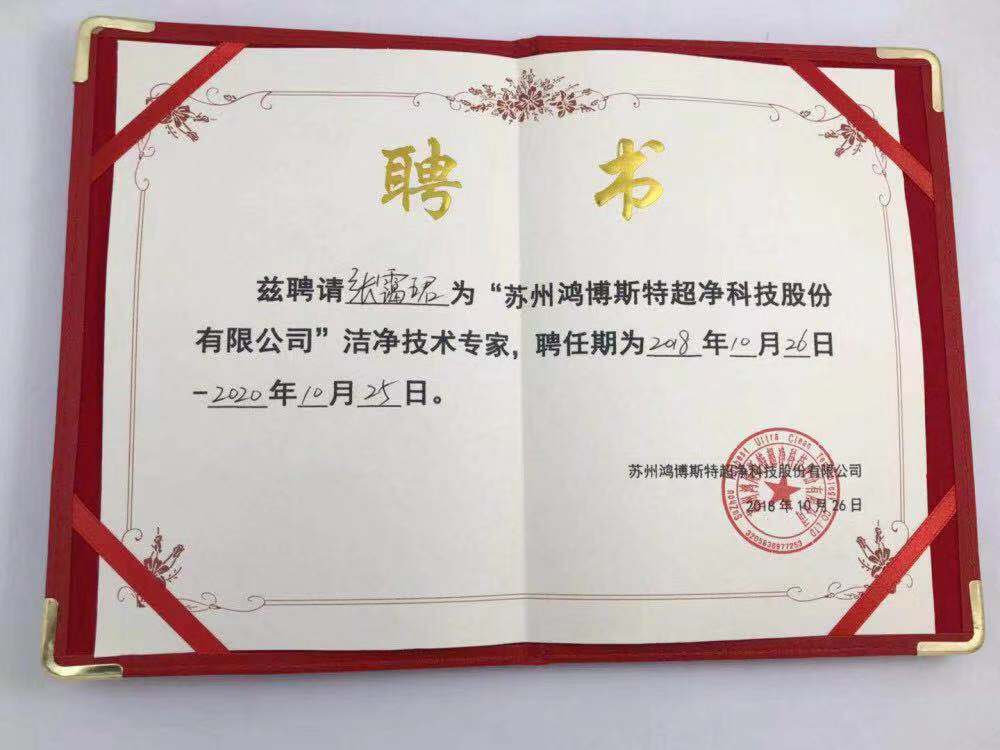 聘 书
兹聘请张雷珺为“苏州鸿博斯特超净科技股份
有限公司”洁净技术专家，聘任期为2018年10月26日
-2020年10月25日。
苏州鸿博斯特超净科技股份有限公司
2018年10月26日